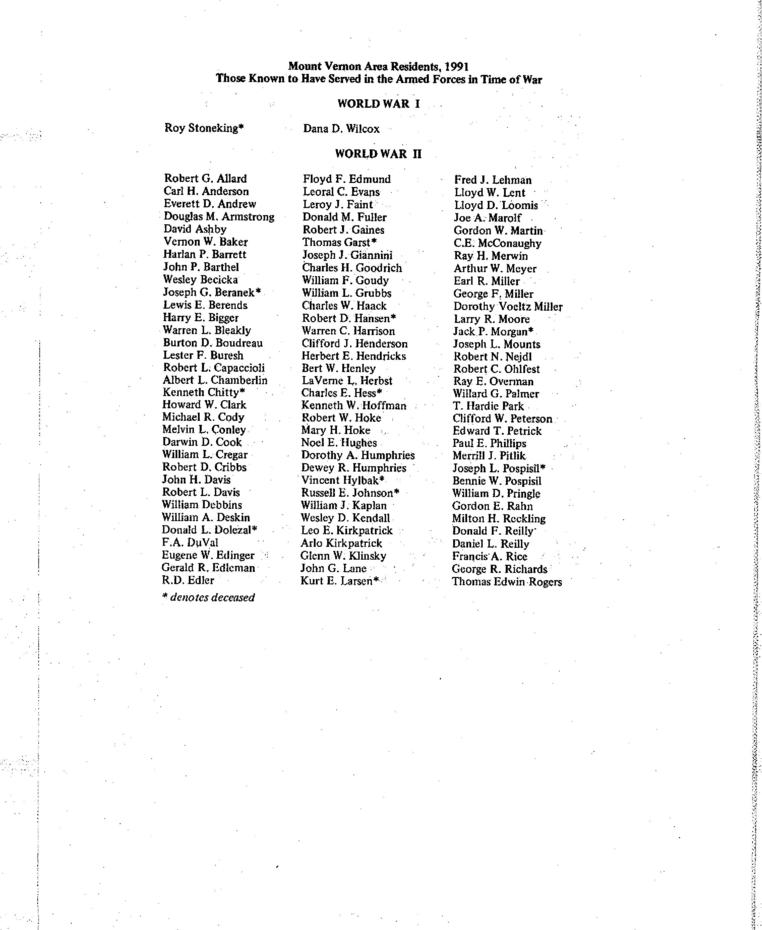 Mount Vernon Area Residents, 1991
Those Known to Have Served in the Armed Forces in Time of War
WORLD WAR I
Roy Stoneking*
Dana D. Wilcox
WORLD WAR II
Robert G. Allard
Carl H. Anderson
Everett D. Andrew
Douglas M. Armstrong
David Ashby
Vernon W. Baker
Harlan P. Barrett
John P. Barthel
Wesley Becicka
Joseph G. Beranek*
Lewis E. Berends
Harry E. Bigger
Warren L. Bleakly
Burton D. Boudreau
Lester F. Buresh
Robert L. Capaccioli
Albert L. Chamberlin
Kenneth Chitty*
Howard W. Clark
Michael R. Cody
Melvin L. Conley
Darwin D. Cook
William L. Cregar
Robert D. Cribbs
John H. Davis
Robert L. Davis
William Debbins
William A. Deskin
Donald L. Dolezal*
F.A. DuVal
Eugene W. Edinger
Gerald R. Edleman
R.D. Edler
* denotes deceased
Floyd F. Edmund
Leoral C. Evans
Leroy J. Faint
Donald M. Fuller
Robert J. Gaines
Thomas Garst*
Joseph J. Giannini
Charles H. Goodrich
William F. Goudy
William L. Grubbs
Charles W. Haack
Robert D. Hansen*
Warren C. Harrison
Clifford J. Henderson
Herbert E. Hendricks
Bert W. Henley
LaVerne L. Herbst
Charles E. Hess*
Kenneth W. Hoffman
Robert W. Hoke
Mary H. Hoke
Noel E. Hughes
Dorothy A. Humphries
Dewey R. Humphries
Vincent Hylbak*
Russell E. Johnson*
William J. Kaplan
Wesley D. Kendall
Leo E. Kirkpatrick
Arlo Kirkpatrick
Glenn W. Klinsky
John G. Lane
Kurt E. Larsen*
Fred J. Lehman
Lloyd W. Lent
Lloyd D. Loomis
Joe A. Marolf
Gordon W. Martin
C.E. McConaughy
Ray H. Merwin
Arthur W. Meyer
Earl R. Miller
George F. Miller
Dorothy Voeltz Miller
Larry R. Moore
Jack P. Morgan*
Joseph L. Mounts
Robert N. Nejdl
Robert C. Ohlfest
Ray E. Overman
Willard G. Palmer
T. Hardie Park
Clifford W. Peterson
Edward T. Petrick
Paul E. Phillips
Merrill J. Pitlik
Joseph L. Pospisil*
Bennie W. Pospisil
William D. Pringle
Gordon E. Rahn
Milton H. Reckling
Donald F. Reilly
Daniel L. Reilly
Francis A. Rice
George R. Richards
Thomas Edwin Rogers